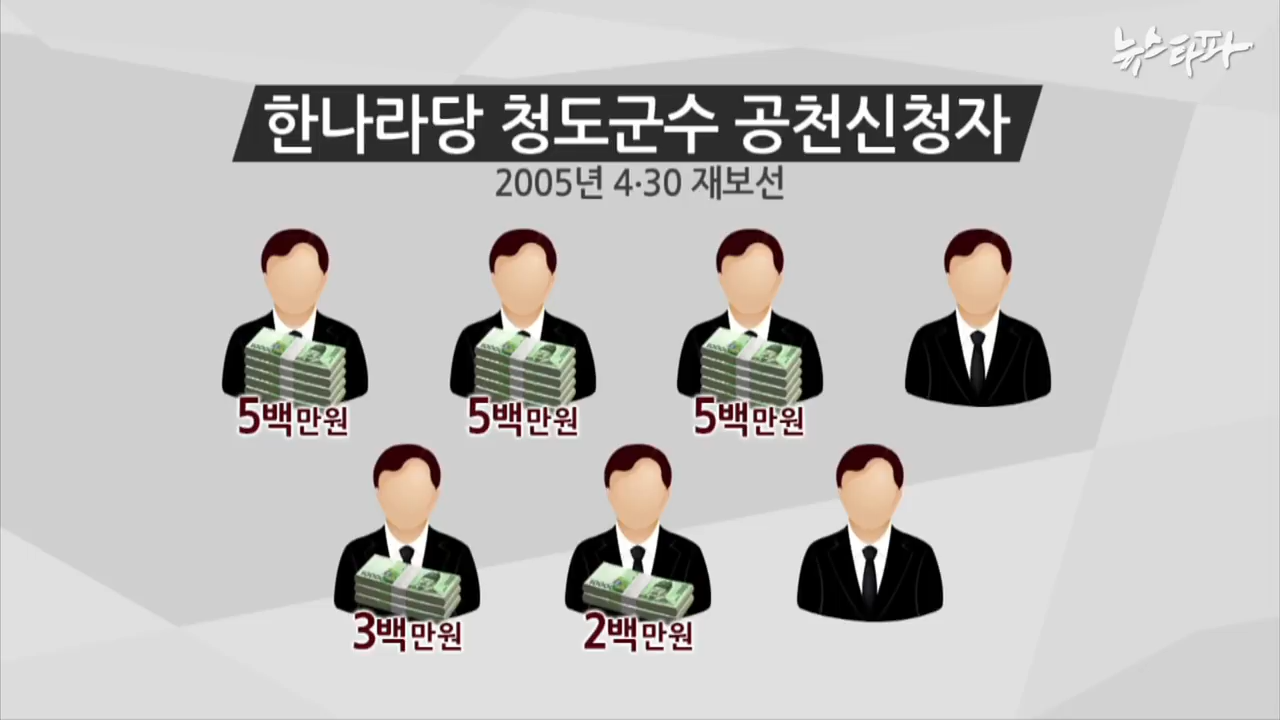 뉴스타파
한나라당 청도군수 공천신청자
2005년 4·30 재보선
5백만원 5백만원 5백만원
3백만원 2백만원